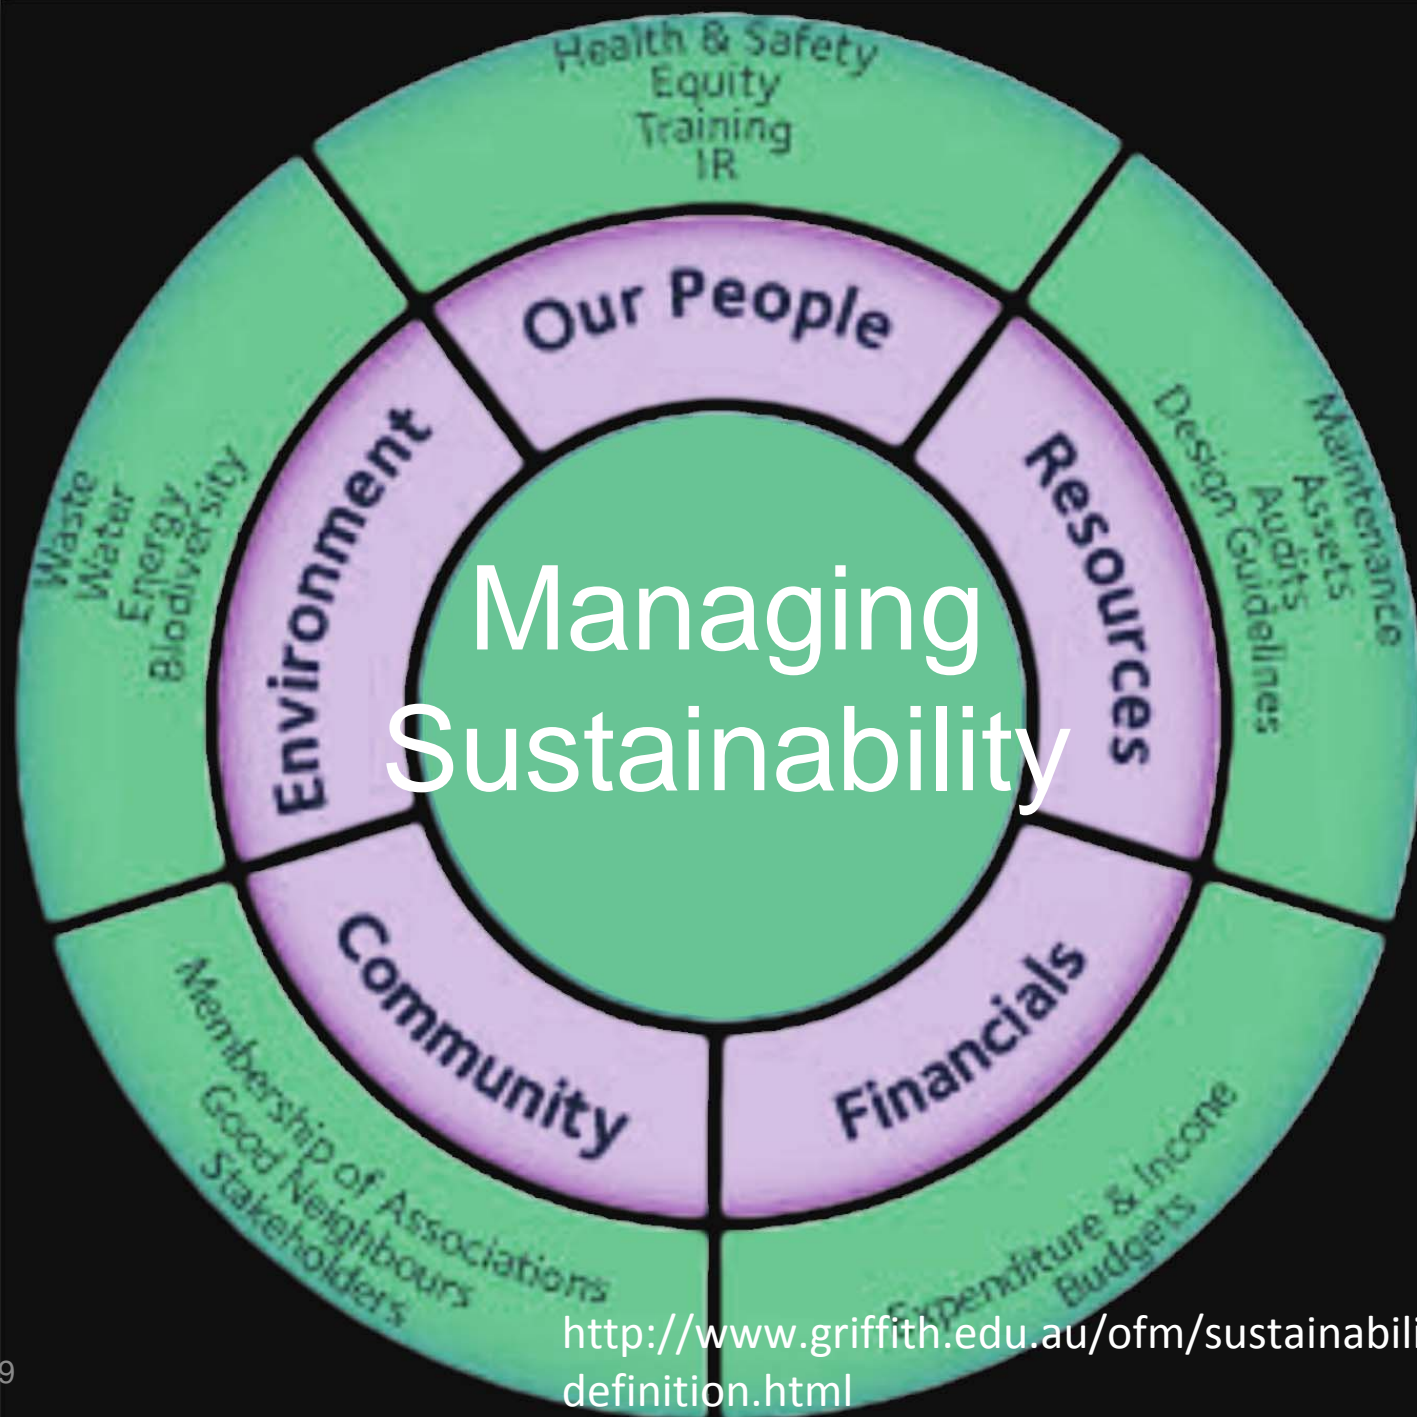 Health & Safety
Equity
Training
IR
Our People
Maintenance
Assets
Audits
Design Guidelines
Resources
Expenditure & Income
Budgets
Financials
Community
Membership of Associations
Good Neighbours
Stakeholders
Environment
Waste
Water
Energy
Biodiversity
Managing
Sustainability
http://www.griffith.edu.au/ofm/sustainabili
definition.html
9